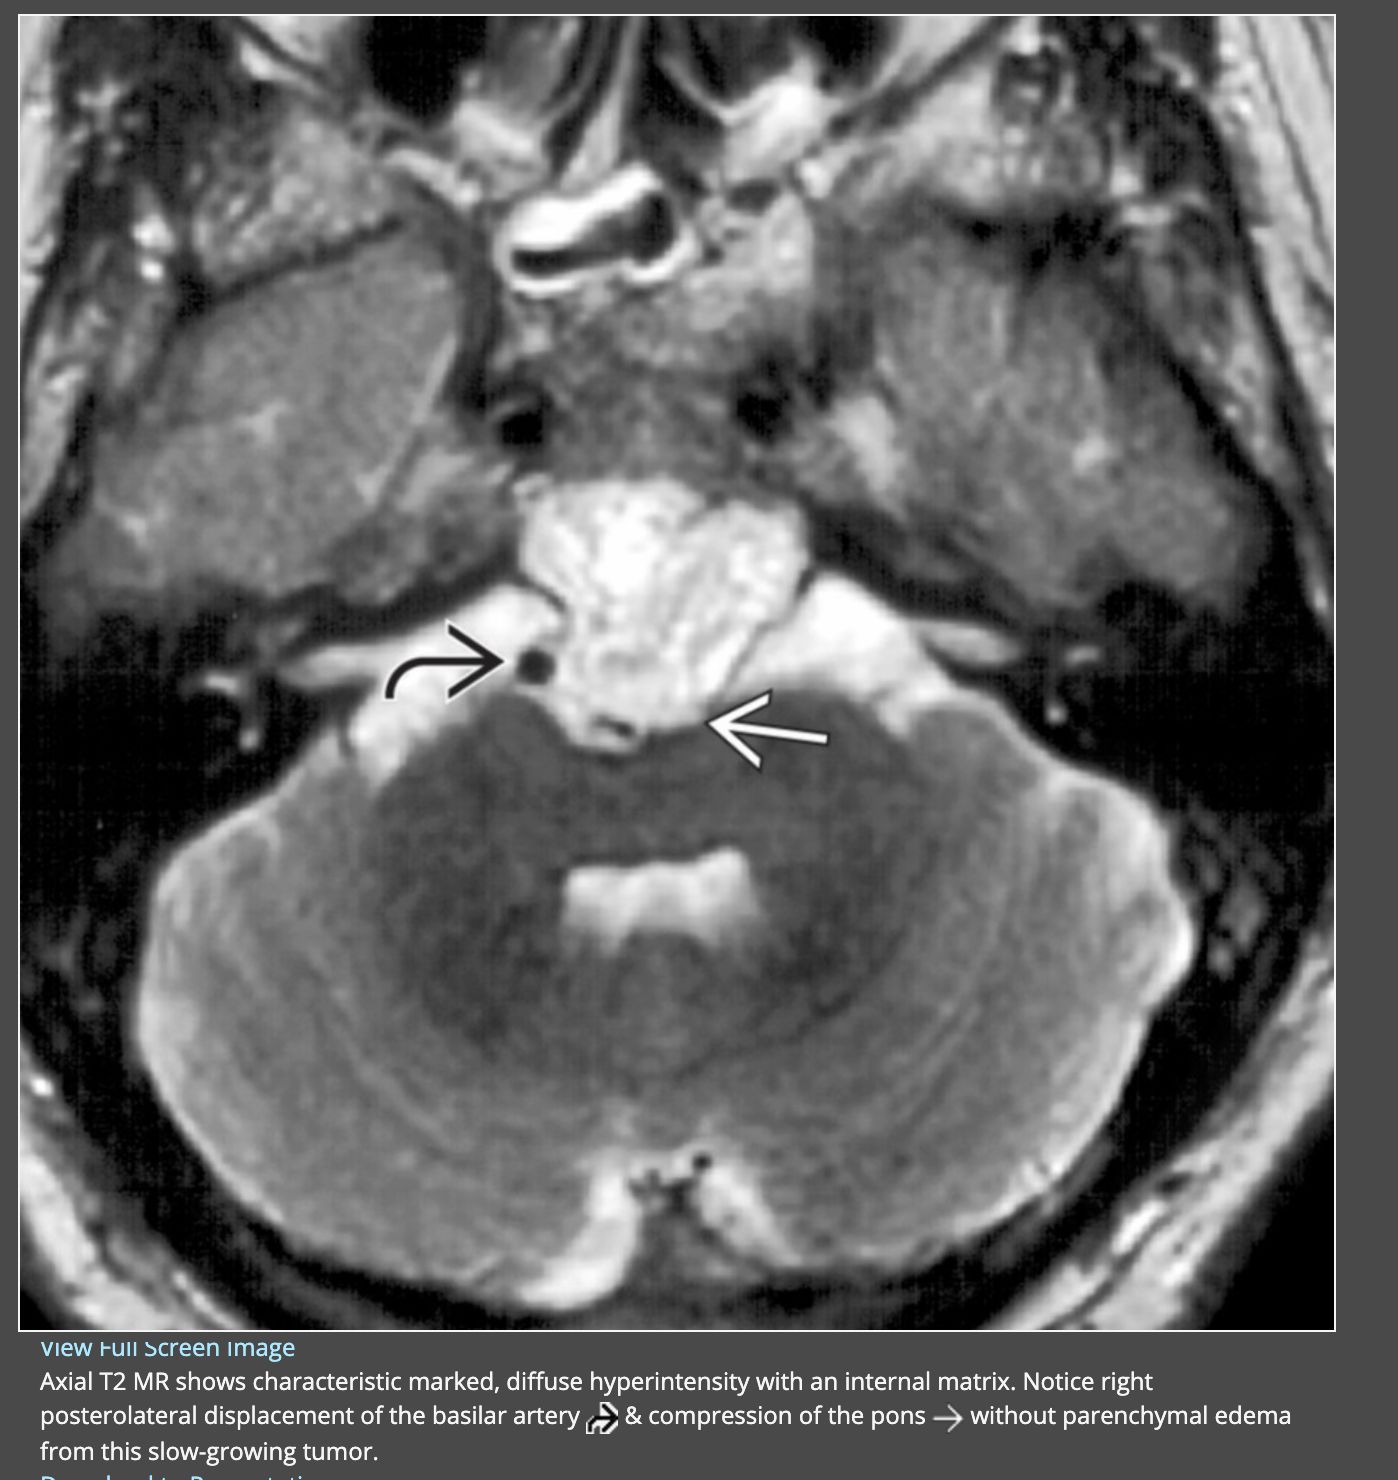 View Full Screen Image
Axial T2 MR shows characteristic marked, diffuse hyperintensity with an internal matrix. Notice right
posterolateral displacement of the basilar artery & compression of the pons without parenchymal edema
from this slow-growing tumor.